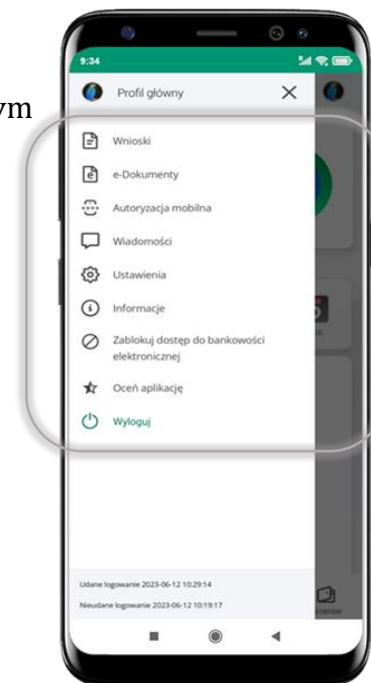 9:34
Profil główny
ym
Wnioski
e-Dokumenty
Autoryzacja mobilna
Wiadomości
Ustawienia
Informacje
Zablokuj dostęp do bankowości
elektronicznej
Oceń aplikację
Wyloguj
Udane logowanie 2023-06-12 10:29:14
Nieudane logowanie 2023-06-12 10:19:17